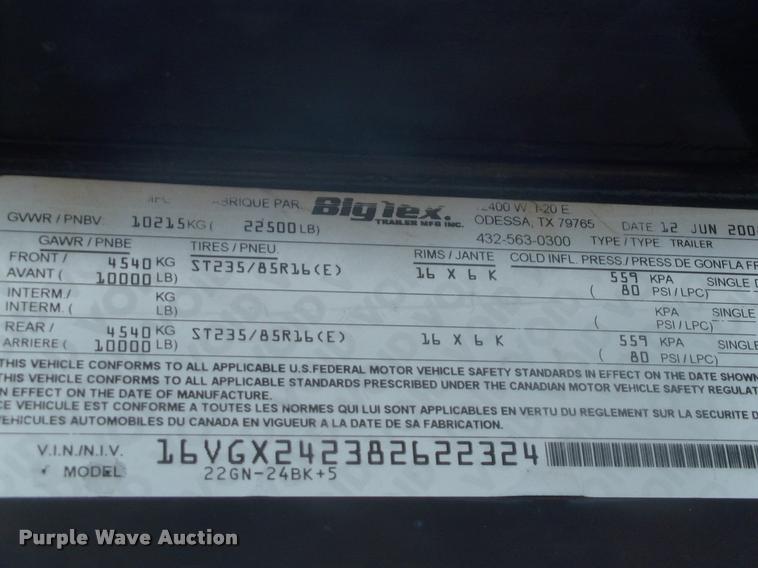 BRIQUE PAR. Big Tex. 400 W I-20 E
TRAILER MFG INC. ODESSA, TX 79765
GVWR / PNBV: 10215 KG ( 22500 LB) 432-563-0300 DATE 12 JUN 200
TYPE / TYPE TRAILER
GAWR / PNBE TIRES / PNEU RIMS / JANTE COLD INFL. PRESS / PRESS DE GONFLA FR
FRONT / 4540 KG ST235/85R16(E) 16 X 6 K 559 KPA SINGLE D
AVANT ( 10000 LB) ( 80 PSI / LPC)
INTERM. / KG KPA SINGLE
INTERM. ( LB) ( PSI / LPC)
REAR / 4540 KG ST235/85R16(E) 16 X 6 K 559 KPA SINGLE
ARRIÈRE ( 10000 LB) ( 80 PSI / LPC)
THIS VEHICLE CONFORMS TO ALL APPLICABLE U.S.FEDERAL MOTOR VEHICLE SAFETY STANDARDS IN EFFECT ON THE DATE SHOWN
THIS VEHICLE CONFORMS TO ALL APPLICABLE STANDARDS PRESCRIBED UNDER THE CANADIAN MOTOR VEHICLE SAFETY REGULAT
N EFFECT ON THE DATE OF MANUFACTURE.
CE VEHICULE EST CONFORME A TOUTES LES NORMES QUI LUI SONT APPLICABLES EN VERTU DU REGLEMENT SUR LA SECURITE D
VEHICULES AUTOMOBILES DU CANADA EN VIGUEUR A LA DATE DE SA FABRICATION.
V.I.N./N.I.V. 16VGX242382622324
MODEL 22GN-24BK+5
Purple Wave Auction